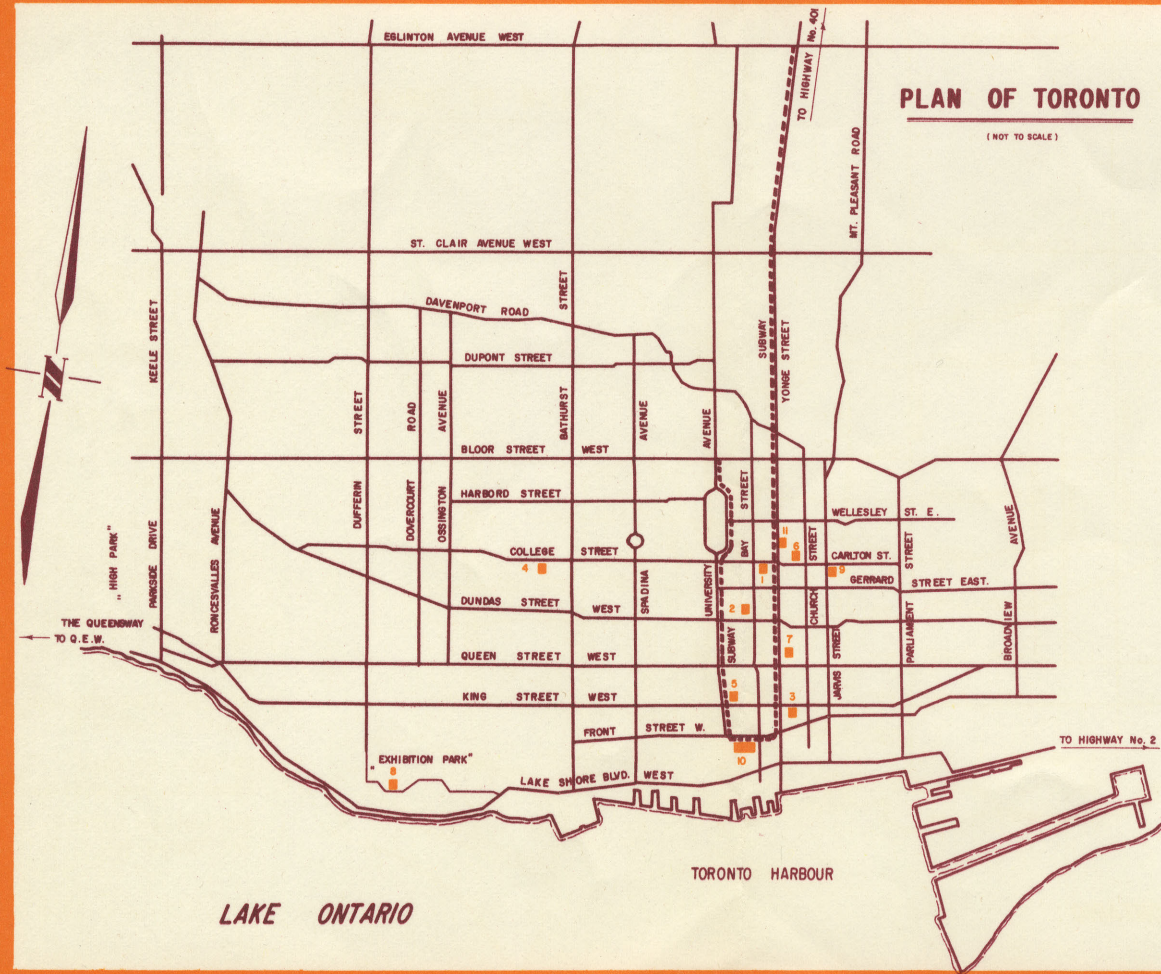 EGLINTON AVENUE WEST
TO HIGHWAY No. 401
PLAN OF TORONTO
( NOT TO SCALE )
MT. PLEASANT ROAD
ST. CLAIR AVENUE WEST
KEELE STREET
DAVENPORT ROAD
BATHURST STREET
SUBWAY
YONGE STREET
DUPONT STREET
DUFFERIN STREET
DOVERCOURT ROAD
OSSINGTON AVENUE
SPADINA AVENUE
UNIVERSITY AVENUE
BLOOR STREET WEST
HARBORD STREET
BAY STREET
WELLESLEY ST. E.
"HIGH PARK"
PARKSIDE DRIVE
RONCESVALLES AVENUE
11
6
CHURCH STREET
COLLEGE STREET
4
1
CARLTON ST.
9
GERRARD STREET EAST.
PARLIAMENT STREET
BROADVIEW AVENUE
DUNDAS STREET WEST
2
THE QUEENSWAY
TO Q.E.W.
SUBWAY
7
JARVIS STREET
QUEEN STREET WEST
5
KING STREET WEST
3
FRONT STREET W.
10
TO HIGHWAY No. 2
"EXHIBITION PARK"
8
LAKE SHORE BLVD. WEST
TORONTO HARBOUR
LAKE ONTARIO